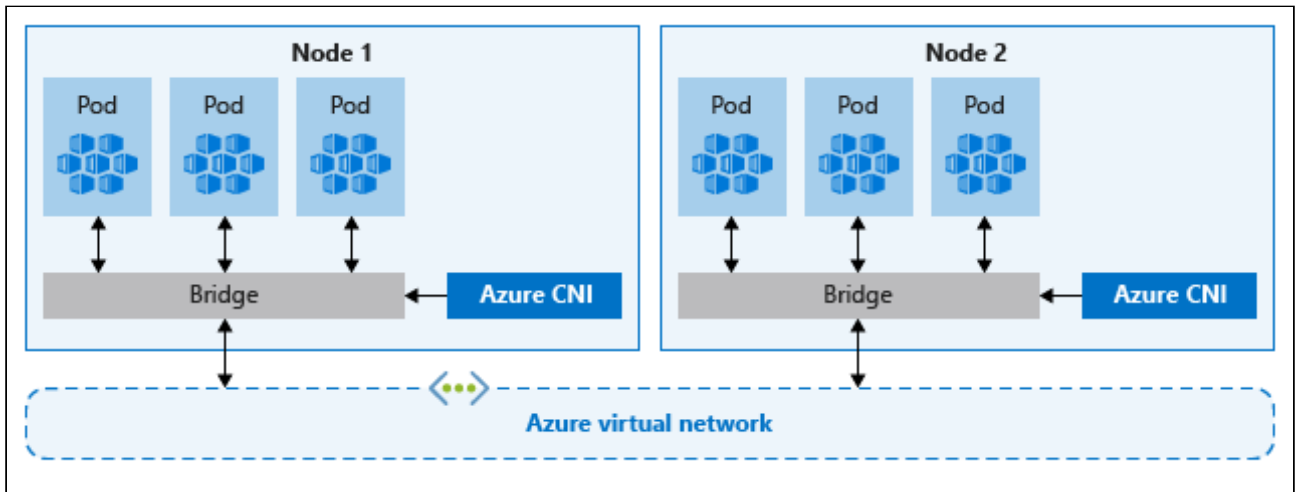 Node 1
Pod Pod Pod
Bridge
Azure CNI
Node 2
Pod Pod Pod
Bridge
Azure CNI
Azure virtual network